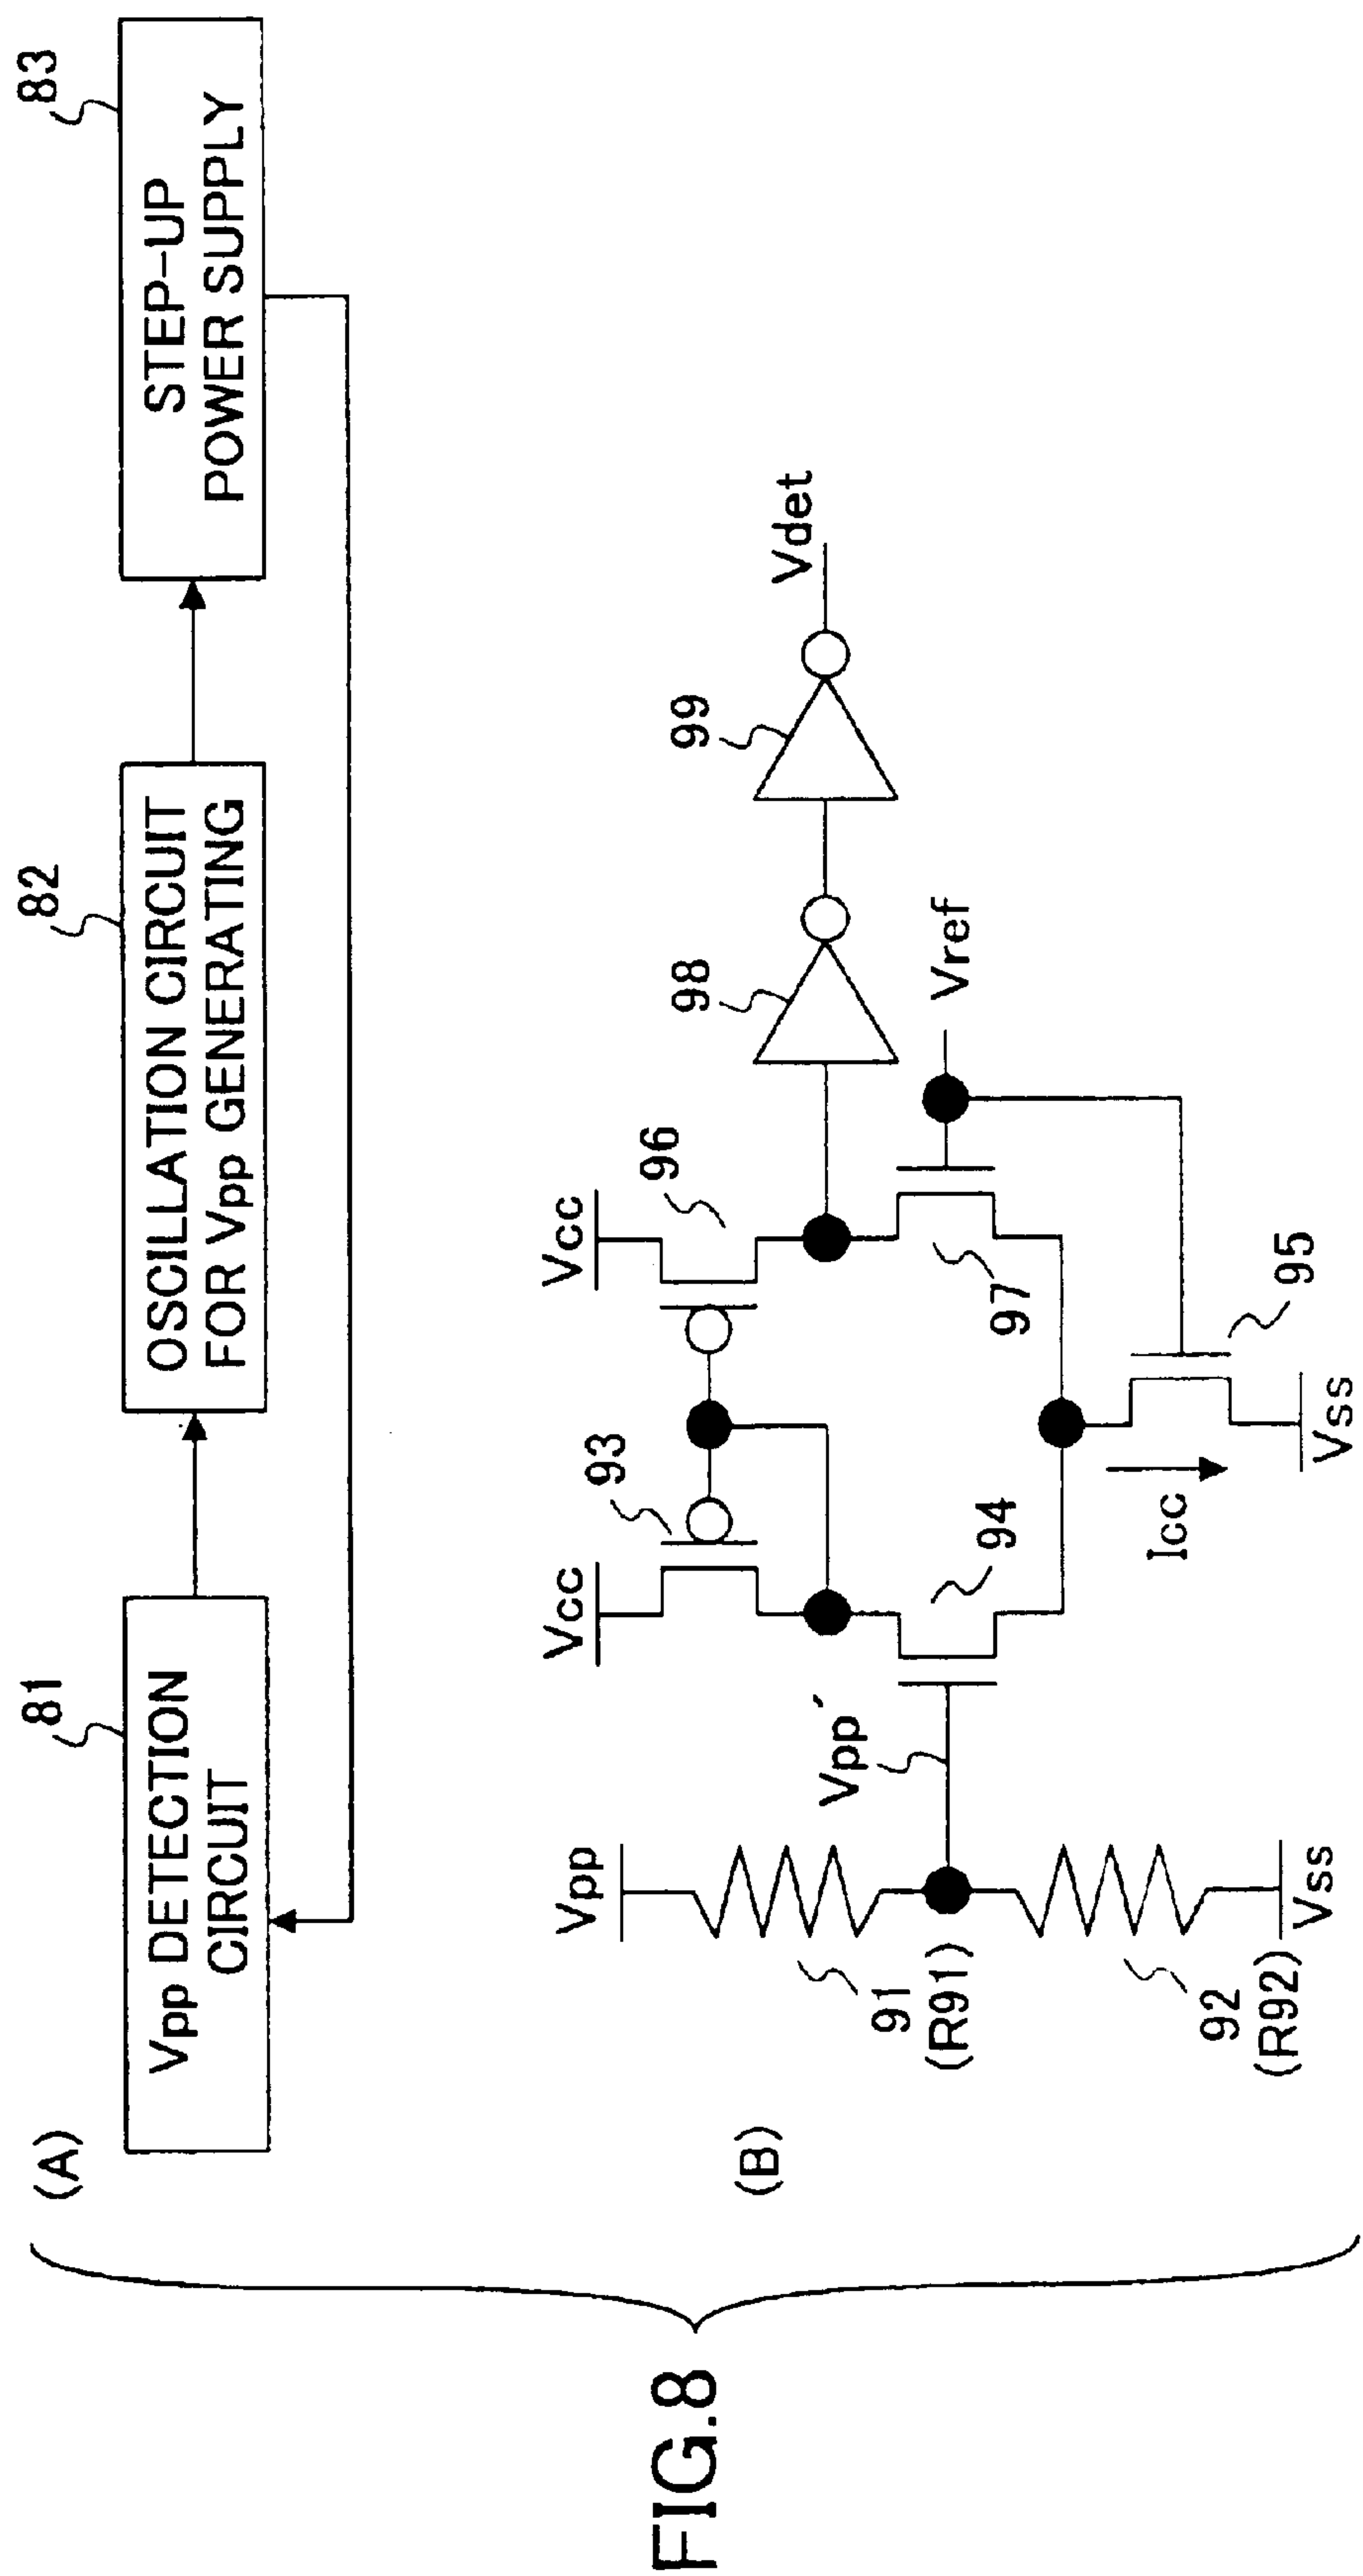 FIG.8
(A)
81
Vpp DETECTION
CIRCUIT
82
OSCILLATION CIRCUIT
FOR Vpp GENERATING
83
STEP-UP
POWER SUPPLY
(B)
Vpp
91
(R91)
92
(R92)
Vss
Vpp´
Vcc
93
94
Vcc
96
97
Icc
95
Vss
Vref
98
99
Vdet